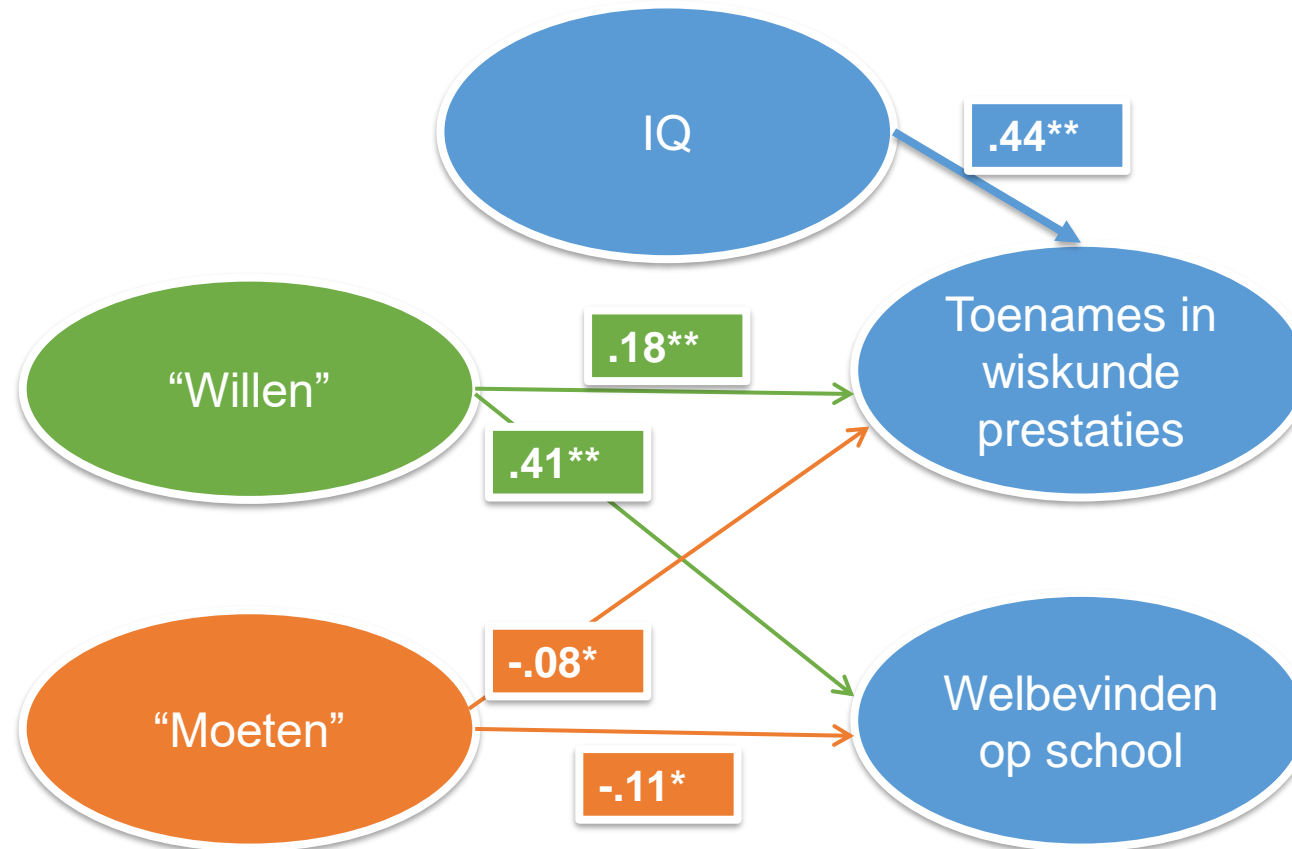 IQ
.44**
Toenames in
wiskunde
prestaties
.18**
“Willen”
.41**
-.08*
“Moeten”
Welbevinden
op school
-.11*